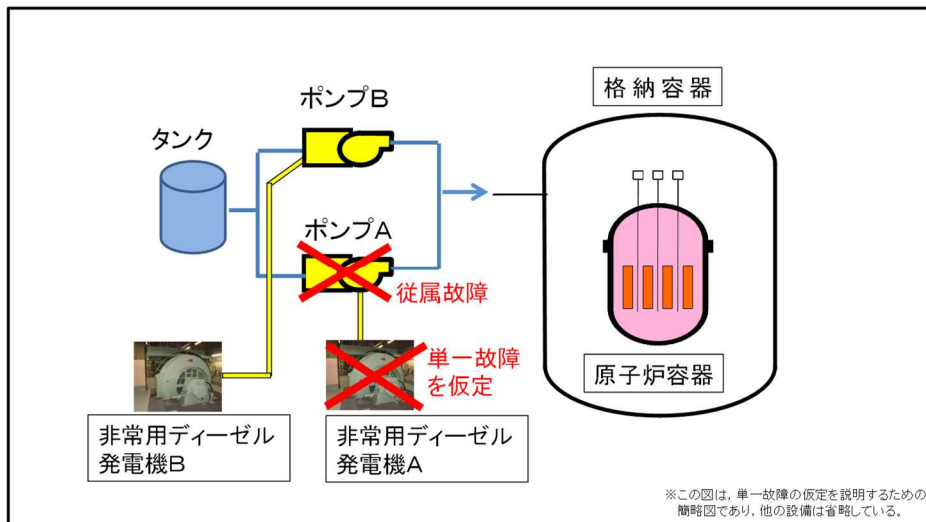 ポンプB
格納容器
タンク
ポンプA
従属故障
単一故障
を仮定
原子炉容器
非常用ディーゼル
発電機B
非常用ディーゼル
発電機A
※この図は，単一故障の仮定を説明するための
簡略図であり，他の設備は省略している。